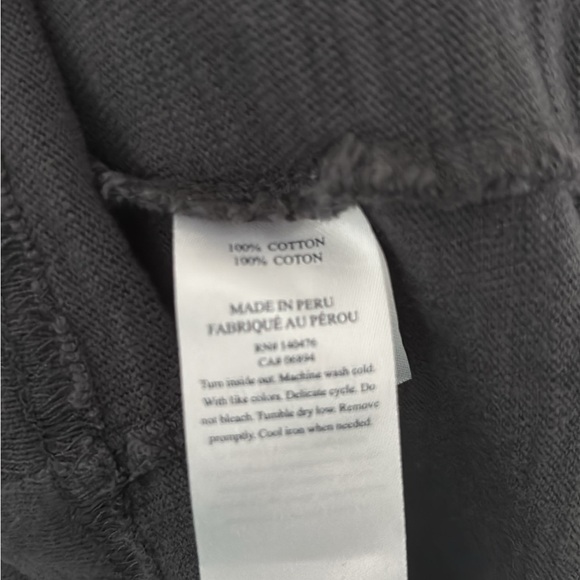 100% COTTON
100% COTON
MADE IN PERU
FABRIQUÉ AU PÉROU
RN# 140476
CA# 06894
Turn inside out. Machine wash cold.
With like colors. Delicate cycle. Do
not bleach. Tumble dry low. Remove
promptly. Cool iron when needed.